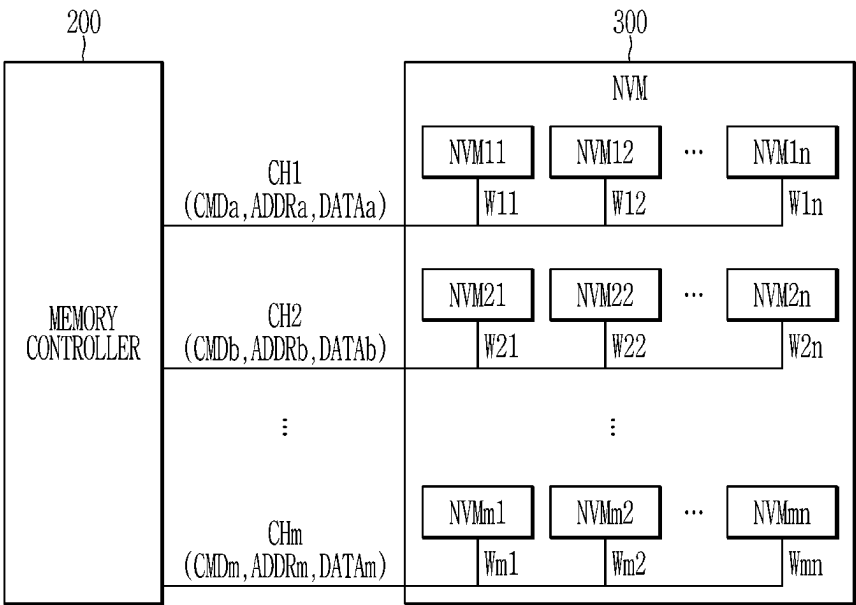 200
300
NVM
NVM11
NVM12
...
NVM1n
CH1
(CMDa,ADDRa,DATAa)
W11
W12
W1n
MEMORY
CONTROLLER
NVM21
NVM22
...
NVM2n
CH2
(CMDb,ADDRb,DATAb)
W21
W22
W2n
⋮
⋮
NVMm1
NVMm2
...
NVMmn
CHm
(CMDm,ADDRm,DATAm)
Wm1
Wm2
Wmn